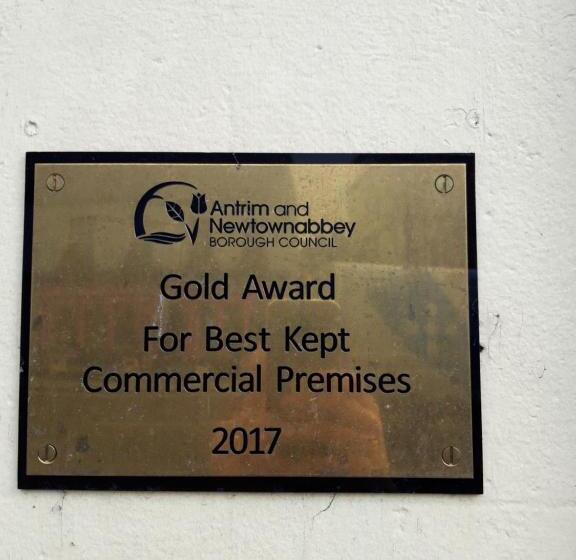 Antrim and
Newtownabbey
BOROUGH COUNCIL
Gold Award
For Best Kept
Commercial Premises
2017